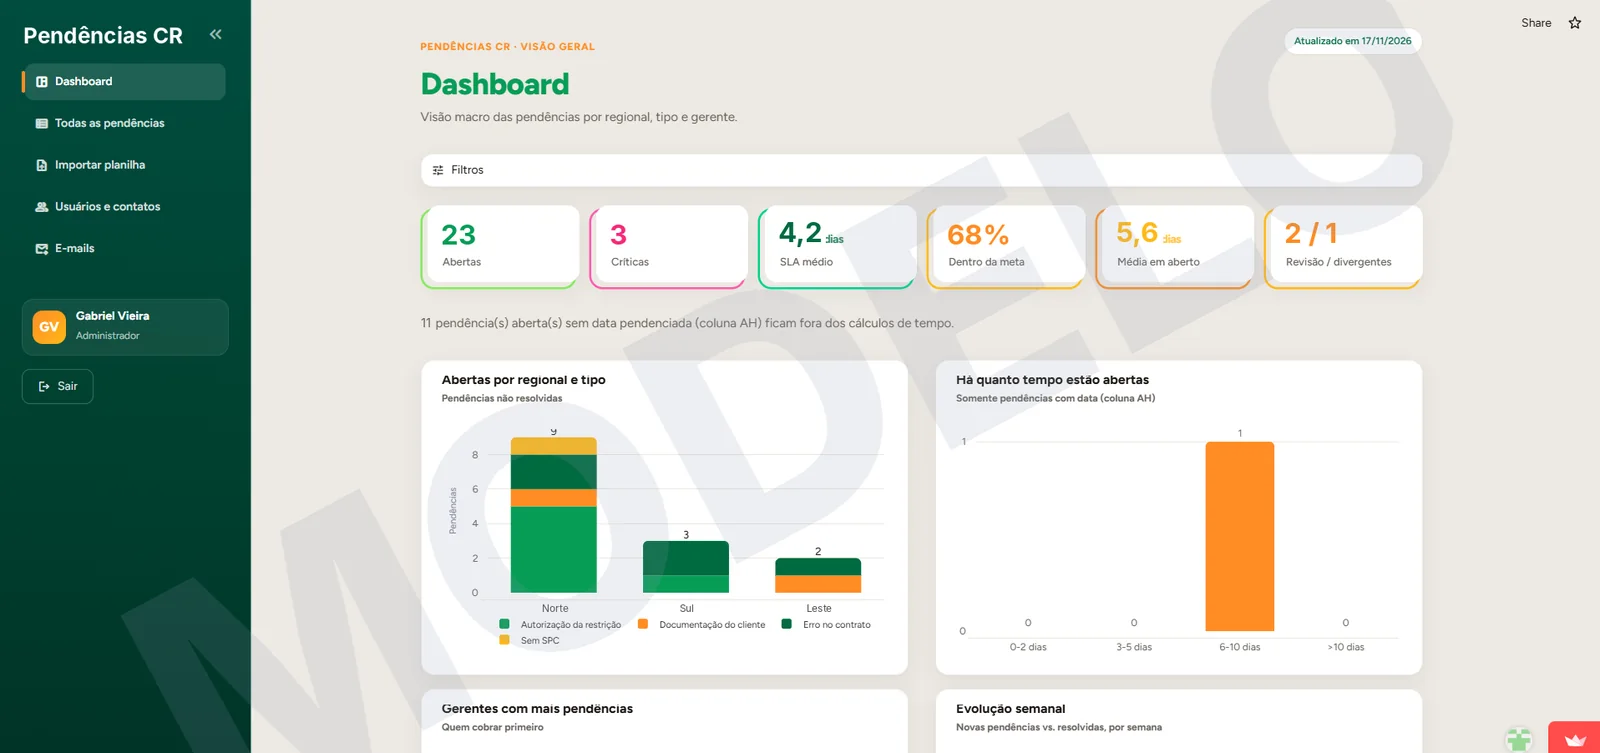 Pendências CR
Dashboard
Todas as pendências
Importar planilha
Usuários e contatos
E-mails
GV
Gabriel Vieira
Administrador
Sair
Share
PENDÊNCIAS CR · VISÃO GERAL
Atualizado em 17/11/2026
Dashboard
Visão macro das pendências por regional, tipo e gerente.
Filtros
23
Abertas
3
Críticas
4,2 dias
SLA médio
68%
Dentro da meta
5,6 dias
Média em aberto
2 / 1
Revisão / divergentes
11 pendência(s) aberta(s) sem data pendenciada (coluna AH) ficam fora dos cálculos de tempo.
Abertas por regional e tipo
Pendências não resolvidas
Pendências
8
6
4
2
0
9
3
2
Norte
Sul
Leste
Autorização da restrição
Documentação do cliente
Erro no contrato
Sem SPC
Há quanto tempo estão abertas
Somente pendências com data (coluna AH)
1
0
0
0
1
0
0-2 dias
3-5 dias
6-10 dias
>10 dias
Gerentes com mais pendências
Quem cobrar primeiro
Evolução semanal
Novas pendências vs. resolvidas, por semana
MODELO